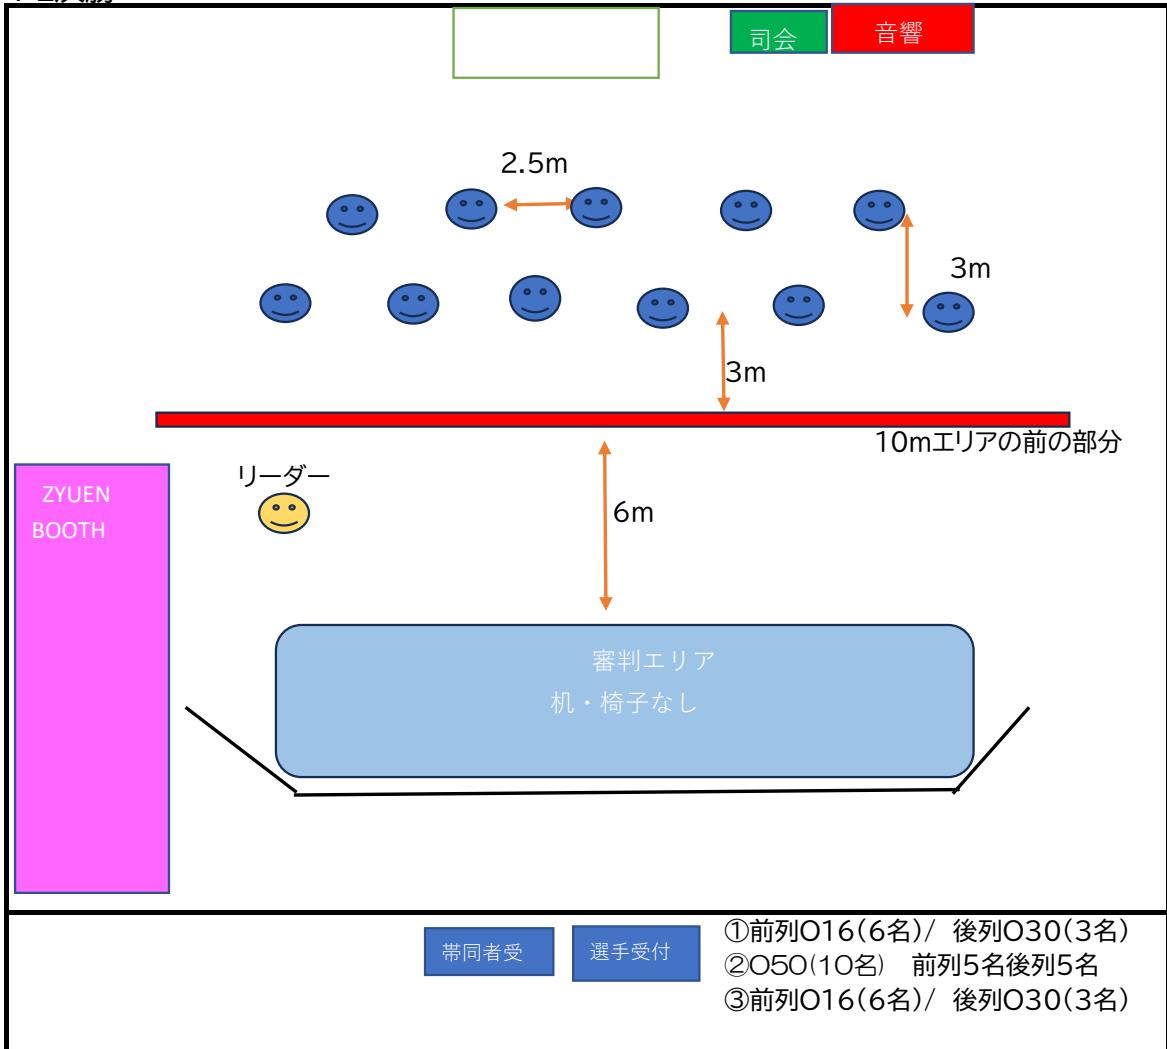 司会
音響
2.5m
3m
3m
10mエリアの前の部分
リーダー
ZYUEN
BOOTH
6m
審判エリア
机・椅子なし
帯同者受
選手受付
①前列O16(6名)/ 後列O30(3名)
②O50(10名) 前列5名後列5名
③前列O16(6名)/ 後列O30(3名)